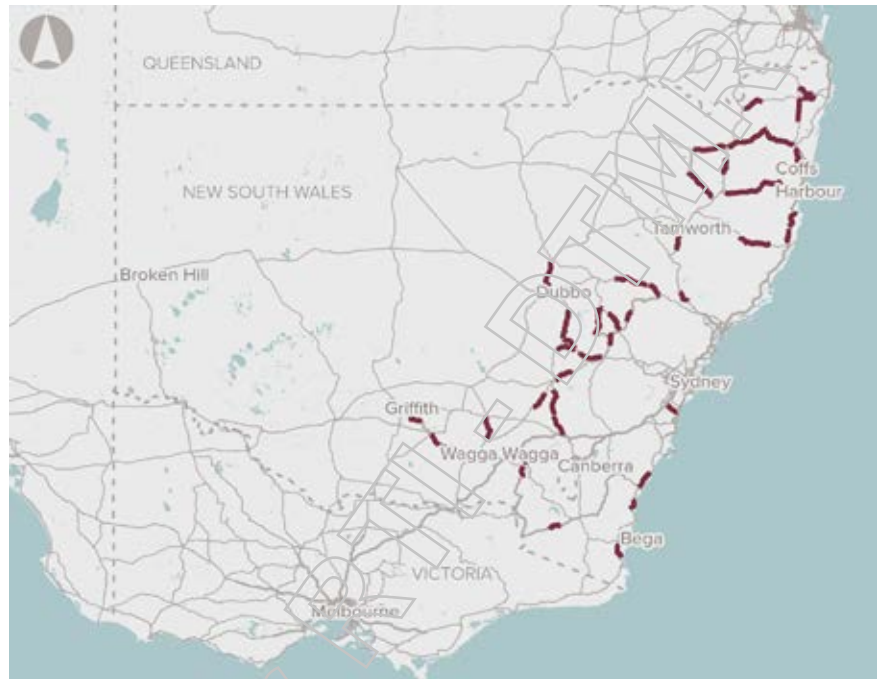 QUEENSLAND
NEW SOUTH WALES
Coffs
Harbour
Tamworth
Broken Hill
Dubbo
Sydney
Griffith
Wagga Wagga
Canberra
Bega
VICTORIA
Melbourne